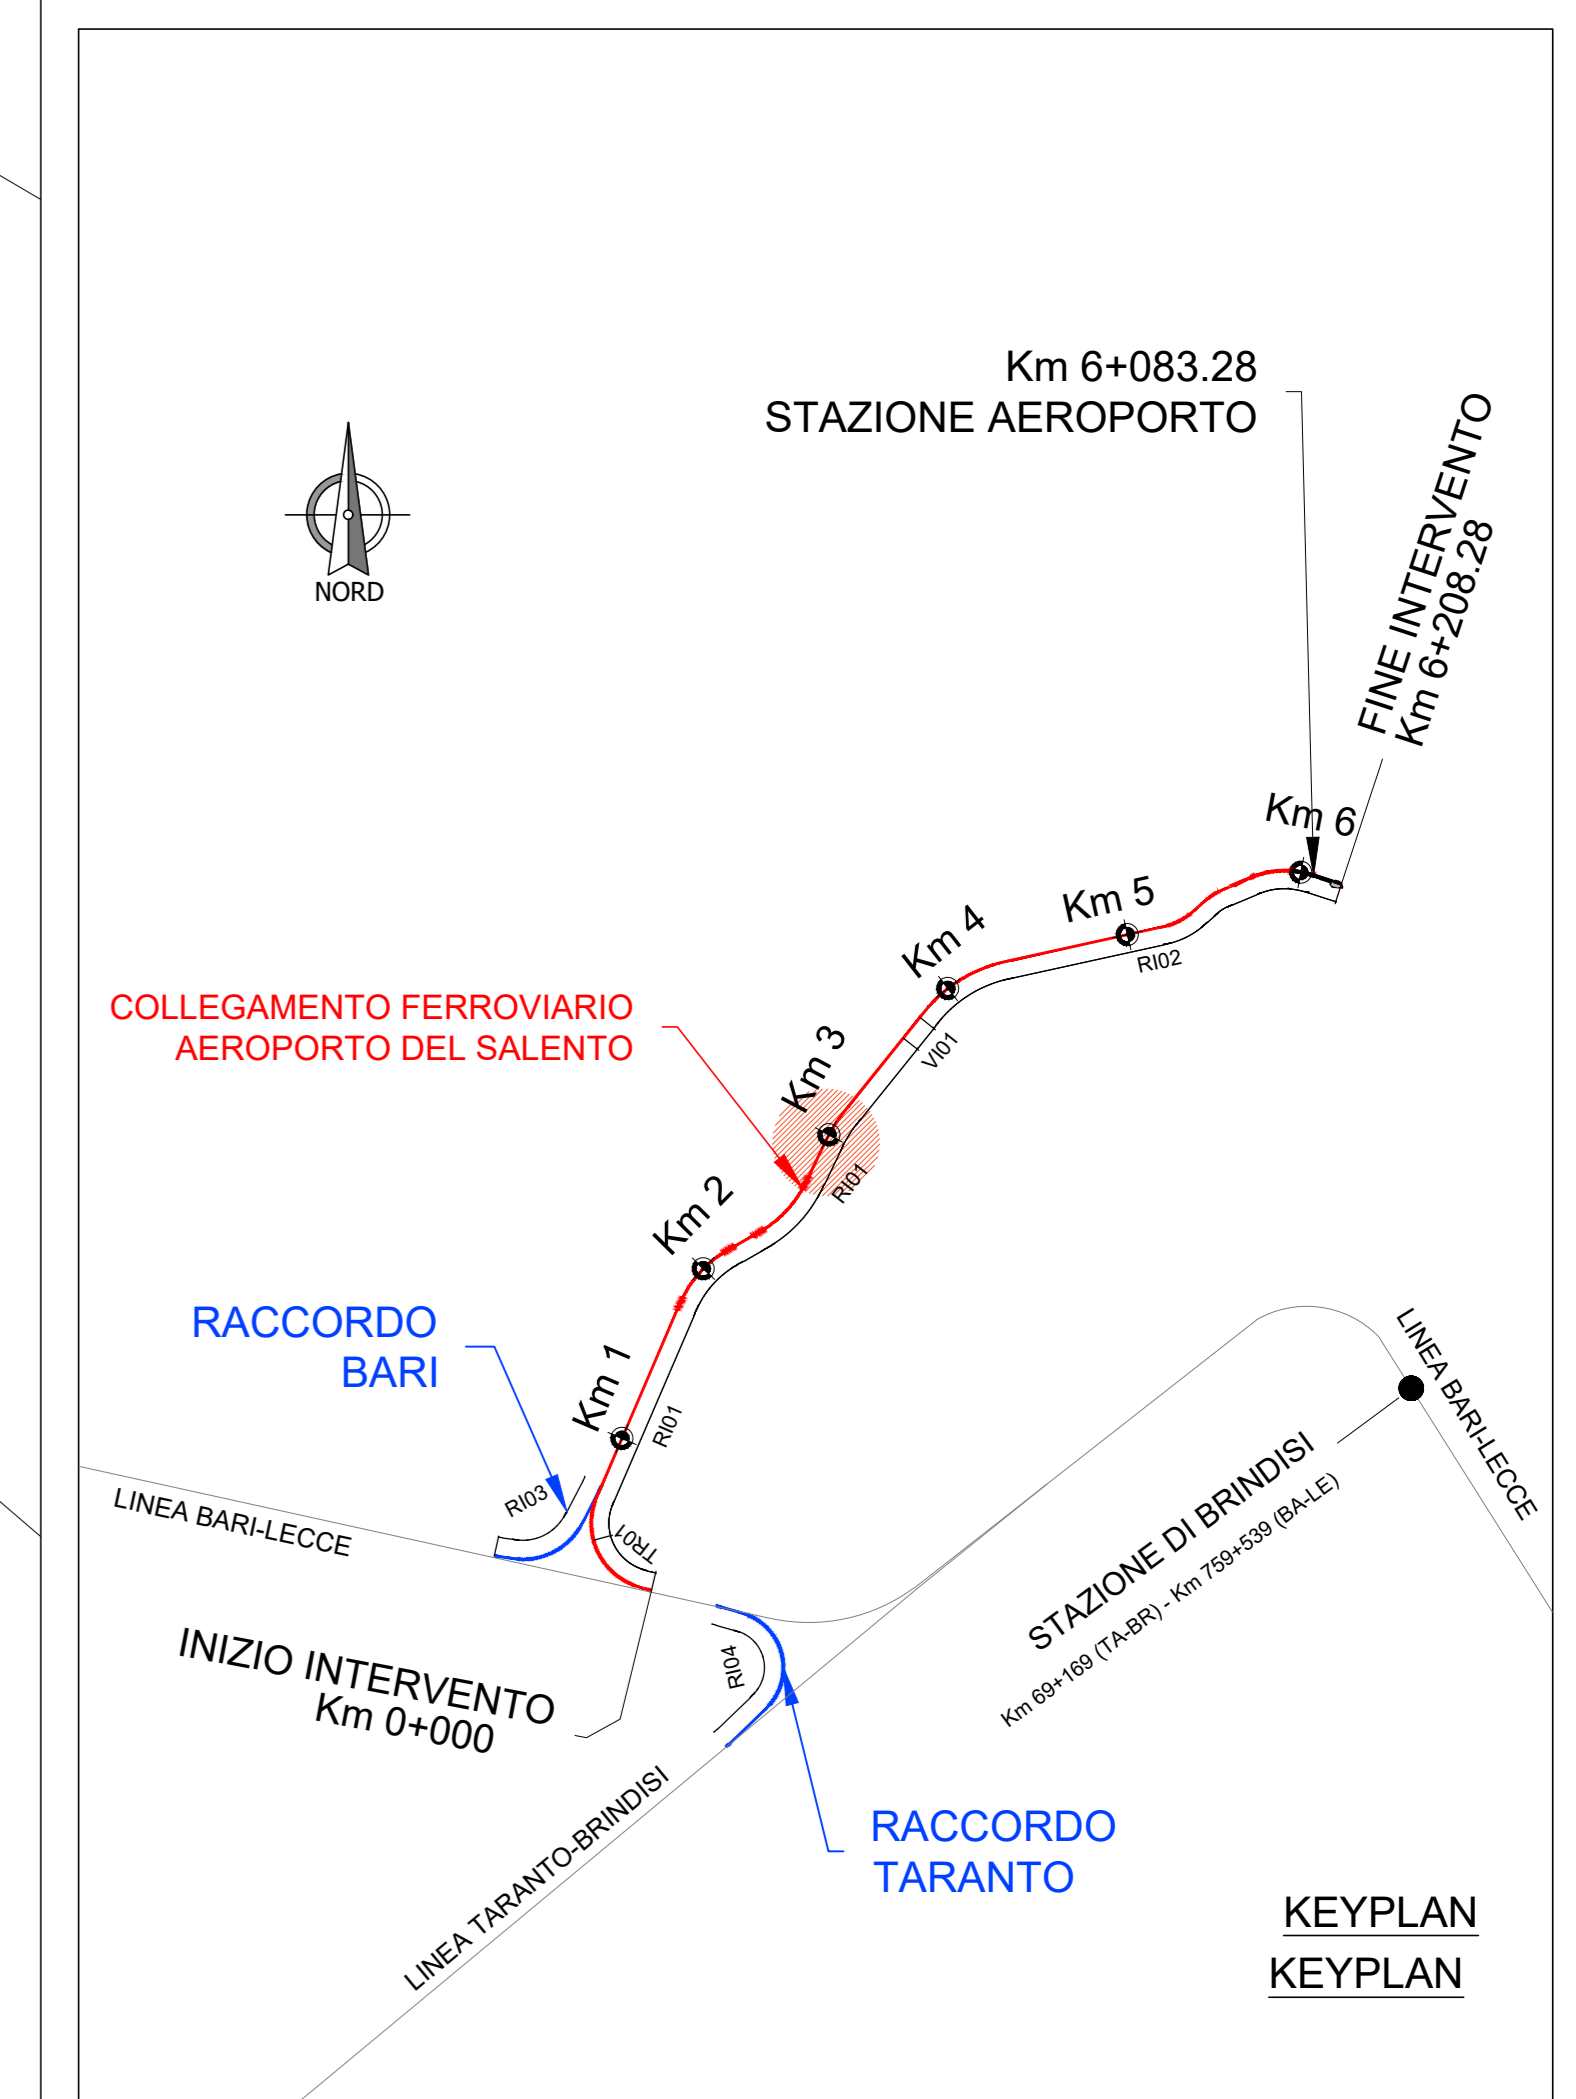 Km 6+083.28
STAZIONE AEROPORTO
FINE INTERVENTO
Km 6+208.28
NORD
Km 6
Km 5
RI02
Km 4
VI01
COLLEGAMENTO FERROVIARIO
AEROPORTO DEL SALENTO
Km 3
RI01
Km 2
RACCORDO
BARI
Km 1
RI01
LINEA BARI-LECCE
RI03
TR01
LINEA BARI-LECCE
STAZIONE DI BRINDISI
Km 69+169 (TA-BR) - Km 759+539 (BA-LE)
INIZIO INTERVENTO
Km 0+000
RI04
LINEA TARANTO-BRINDISI
RACCORDO
TARANTO
KEYPLAN
KEYPLAN